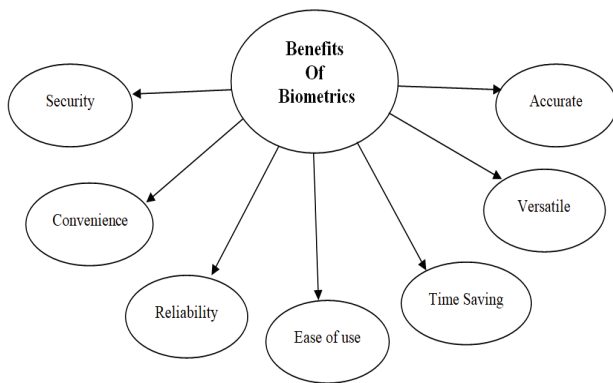 Benefits
Of
Biometrics
Security
Accurate
Convenience
Versatile
Reliability
Time Saving
Ease of use